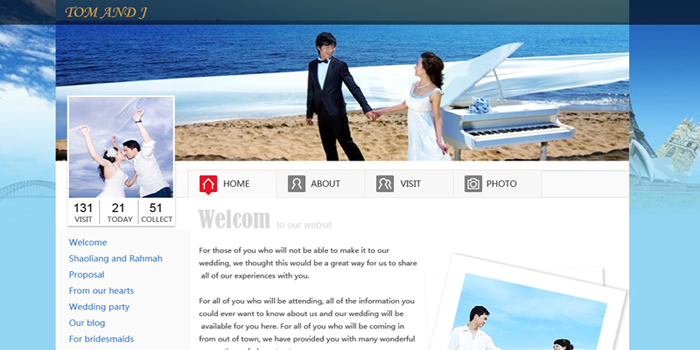 TOM AND J
131 21 51
VISIT TODAY COLLECT
HOME ABOUT VISIT PHOTO
Welcome
Shaoliang and Rahmah
Proposal
From our hearts
Wedding party
Our blog
For bridesmaids
Welcom to our websit
For those of you who will not be able to make it to our
wedding, we thought this would be a great way for us to share
all of our experiences with you.
For all of you who will be attending, all of the information you
could ever want to know about us and our wedding will be
available for you here. For all of you who will be coming in
from out of town, we have provided you with many wonderful